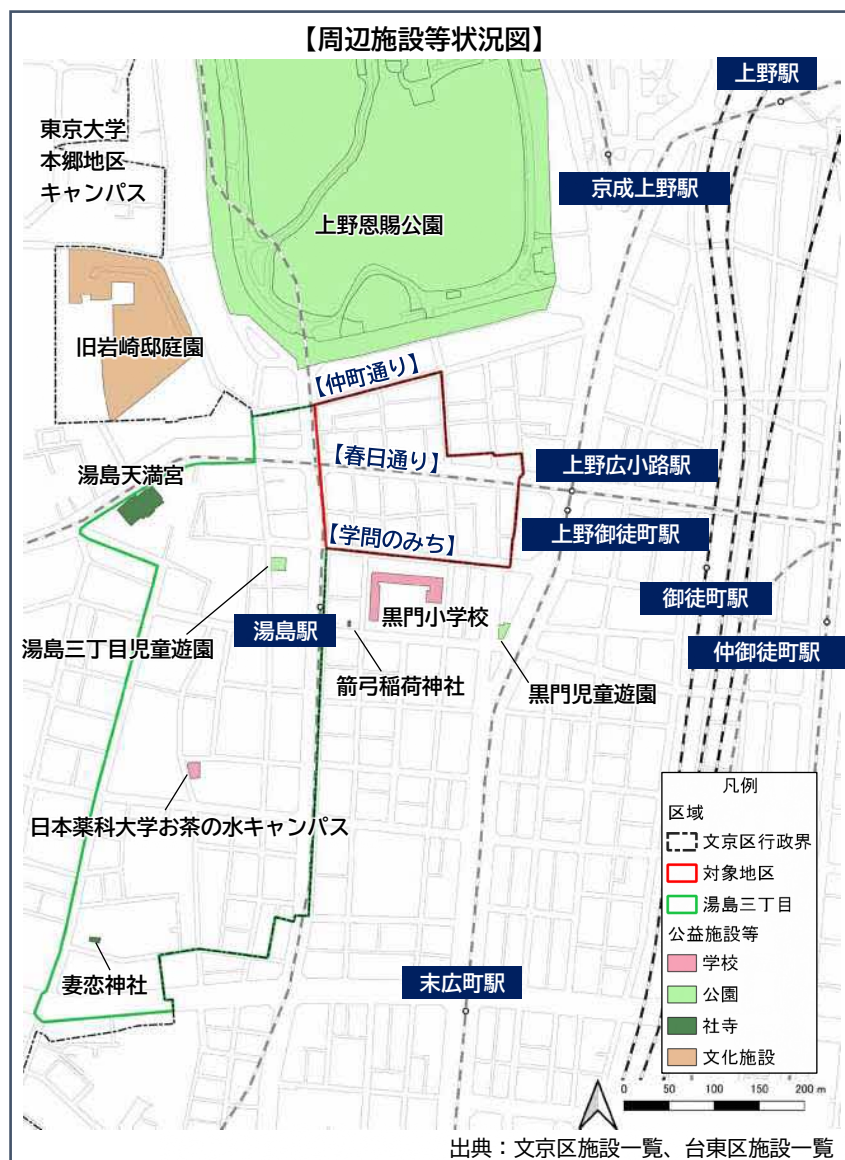 【周辺施設等状況図】
上野駅
東京大学
本郷地区
キャンパス
京成上野駅
上野恩賜公園
旧岩崎邸庭園
【仲町通り】
【春日通り】
上野広小路駅
湯島天満宮
【学問のみち】
上野御徒町駅
御徒町駅
黒門小学校
湯島駅
湯島三丁目児童遊園
仲御徒町駅
箭弓稲荷神社
黒門児童遊園
日本薬科大学お茶の水キャンパス
妻恋神社
末広町駅
凡例
区域
文京区行政界
対象地区
湯島三丁目
公益施設等
学校
公園
社寺
文化施設
0 50 100 150 200 m
出典：文京区施設一覧、台東区施設一覧